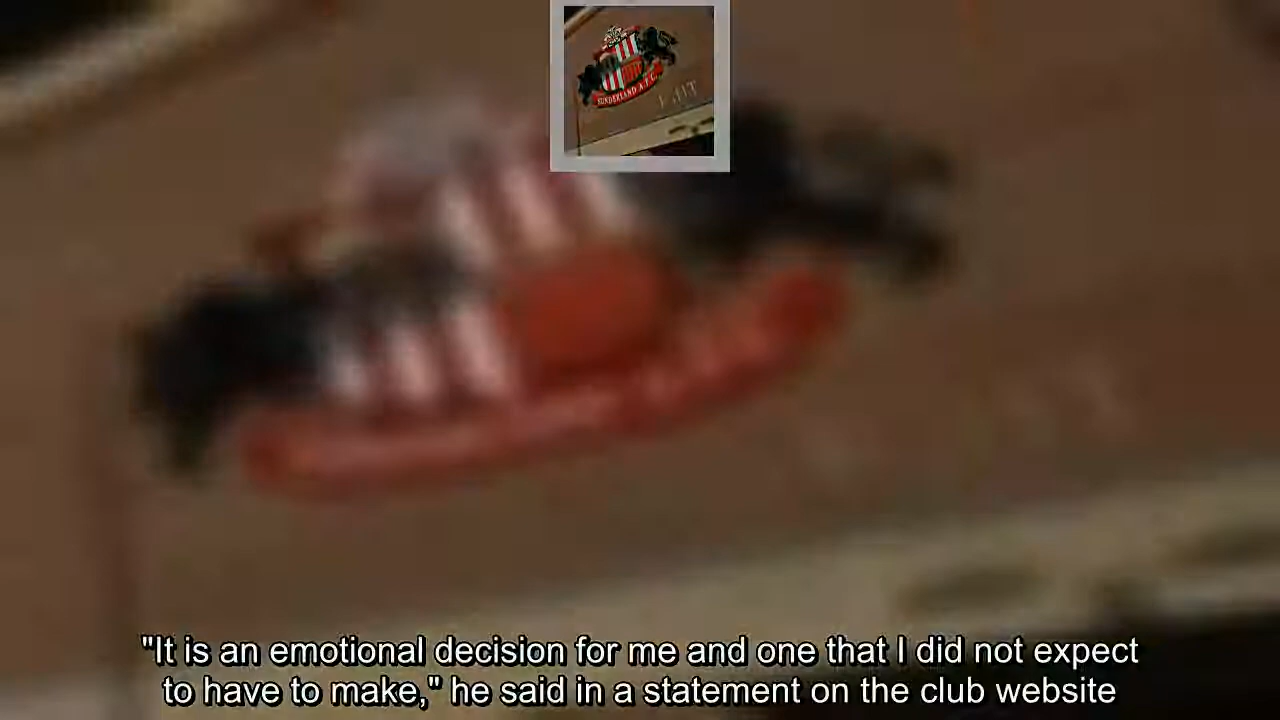 SUNDERLAND A.F.C.
"It is an emotional decision for me and one that I did not expect
to have to make," he said in a statement on the club website